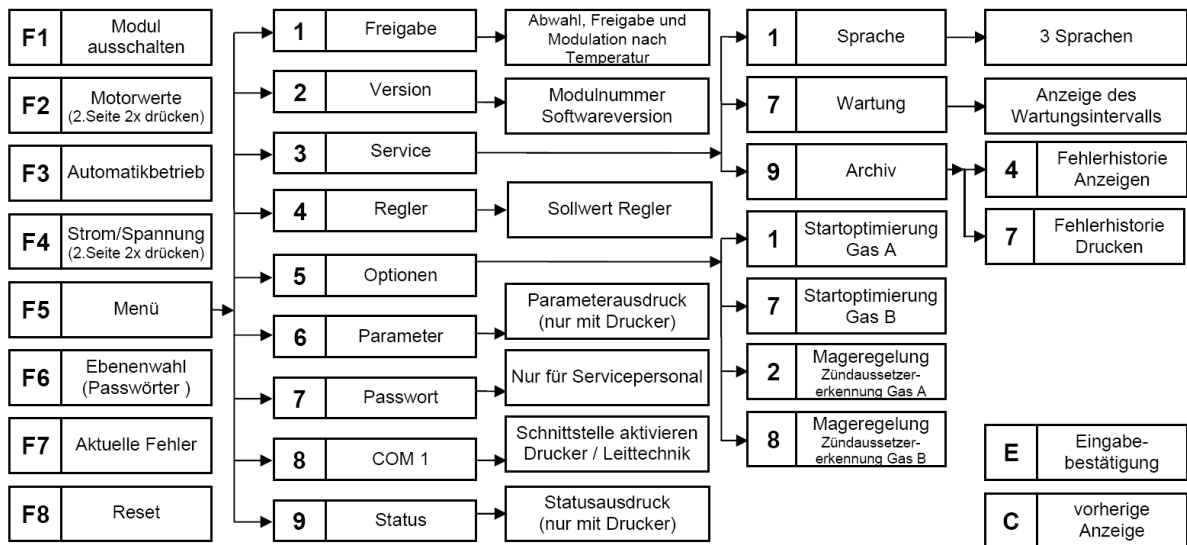 F1
Modul
ausschalten
F2
Motorwerte
(2.Seite 2x drücken)
F3
Automatikbetrieb
F4
Strom/Spannung
(2.Seite 2x drücken)
F5
Menü
F6
Ebenenwahl
(Passwörter )
F7
Aktuelle Fehler
F8
Reset
1
Freigabe
Abwahl, Freigabe und
Modulation nach
Temperatur
2
Version
Modulnummer
Softwareversion
3
Service
4
Regler
Sollwert Regler
5
Optionen
6
Parameter
Parameterausdruck
(nur mit Drucker)
7
Passwort
Nur für Servicepersonal
8
COM 1
Schnittstelle aktivieren
Drucker / Leittechnik
9
Status
Statusausdruck
(nur mit Drucker)
1
Sprache
3 Sprachen
7
Wartung
Anzeige des
Wartungsintervalls
9
Archiv
4
Fehlerhistorie
Anzeigen
7
Fehlerhistorie
Drucken
1
Startoptimierung
Gas A
7
Startoptimierung
Gas B
2
Mageregelung
Zündaussetzer-
erkennung Gas A
8
Mageregelung
Zündaussetzer-
erkennung Gas B
E
Eingabe-
bestätigung
C
vorherige
Anzeige